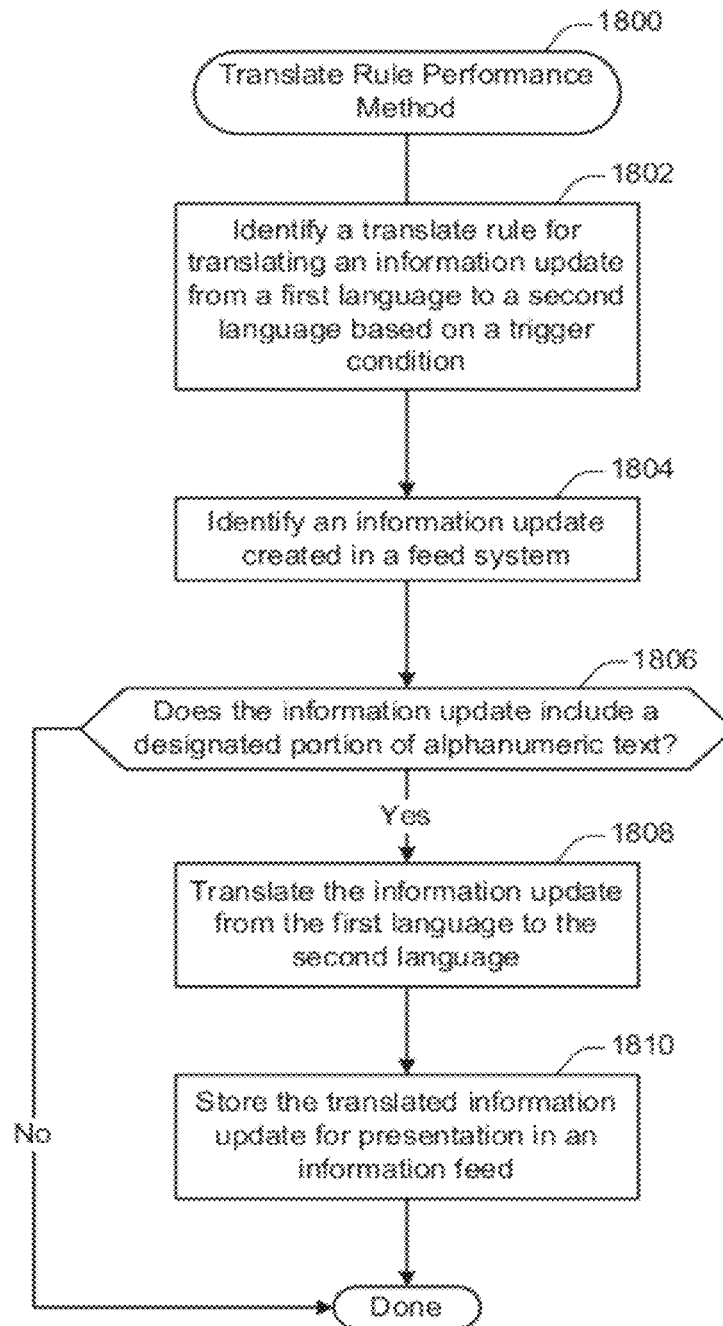 1800
Translate Rule Performance
Method
1802
Identify a translate rule for
translating an information update
from a first language to a second
language based on a trigger
condition
1804
Identify an information update
created in a feed system
1806
Does the information update include a
designated portion of alphanumeric text?
Yes
1808
Translate the information update
from the first language to the
second language
1810
Store the translated information
update for presentation in an
information feed
No
Done